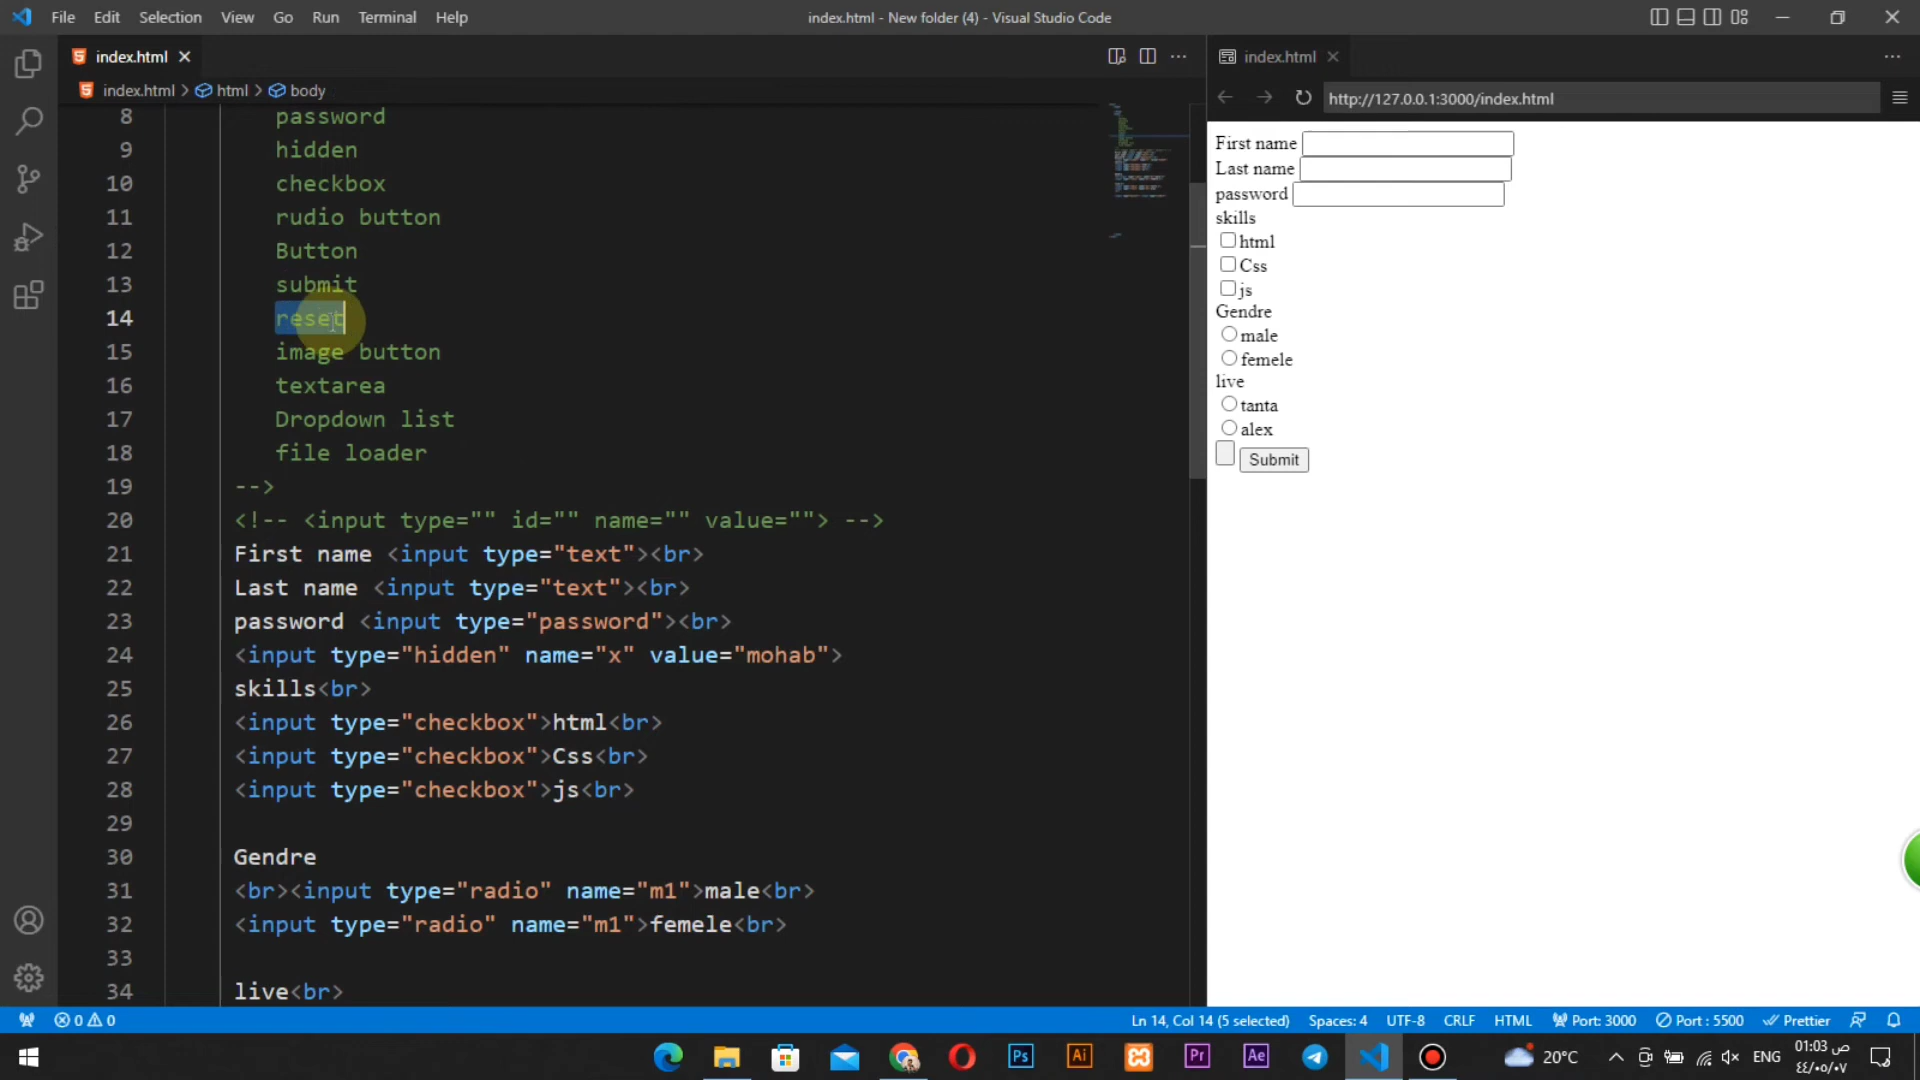 File Edit Selection View Go Run Terminal Help
index.html - New folder (4) - Visual Studio Code
index.html
index.html > html > body
8 password
9 hidden
10 checkbox
11 rudio button
12 Button
13 submit
14 reset
15 image button
16 textarea
17 Dropdown list
18 file loader
19 -->
20 <!-- <input type="" id="" name="" value=""> -->
21 First name <input type="text"><br>
22 Last name <input type="text"><br>
23 password <input type="password"><br>
24 <input type="hidden" name="x" value="mohab">
25 skills<br>
26 <input type="checkbox">html<br>
27 <input type="checkbox">Css<br>
28 <input type="checkbox">js<br>
29
30 Gendre
31 <br><input type="radio" name="m1">male<br>
32 <input type="radio" name="m1">femele<br>
33
34 live<br>
index.html
http://127.0.0.1:3000/index.html
First name
Last name
password
skills
html
Css
js
Gendre
male
femele
live
tanta
alex
Submit
0 0 Ln 14, Col 14 (5 selected) Spaces: 4 UTF-8 CRLF HTML Port: 3000 Port : 5500 Prettier
Ps Ai Pr Ae 20°C ENG 01:03 ص
٤٤/٠٥/٠٧